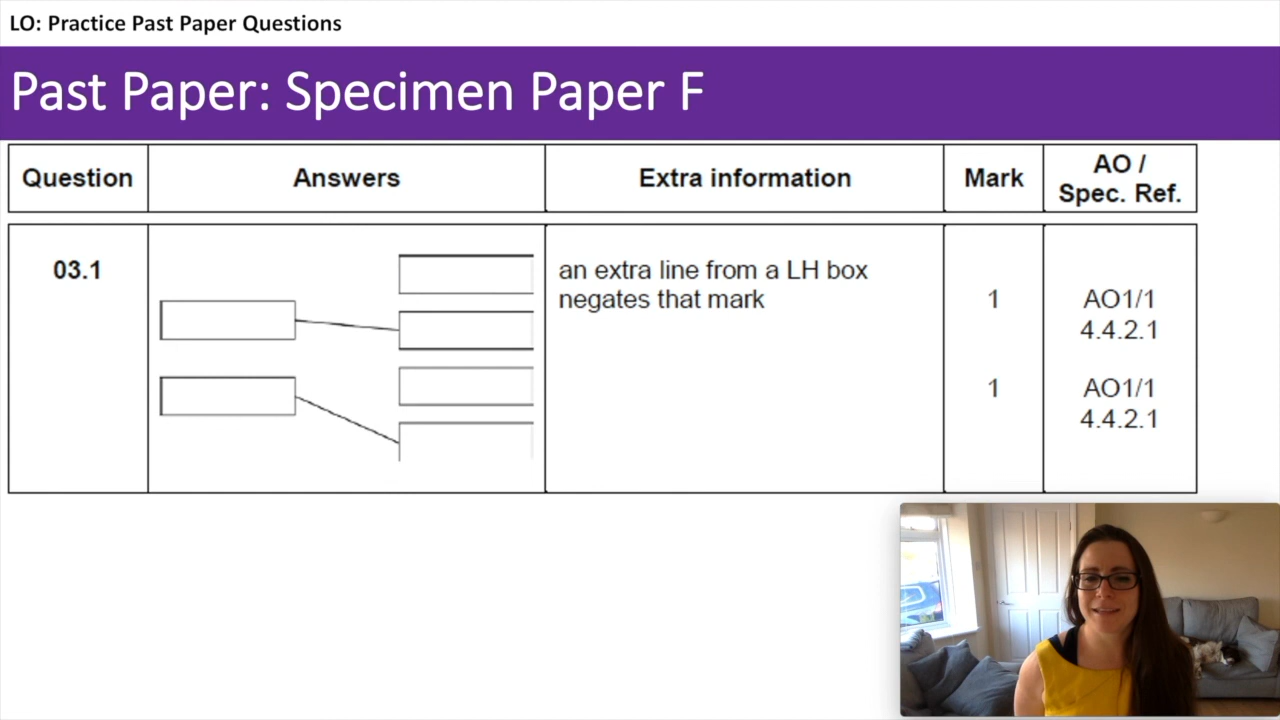 LO: Practice Past Paper Questions
Past Paper: Specimen Paper F
Question
Answers
Extra information
Mark
AO /
Spec. Ref.
03.1
an extra line from a LH box
negates that mark
1
AO1/1
4.4.2.1
1
AO1/1
4.4.2.1